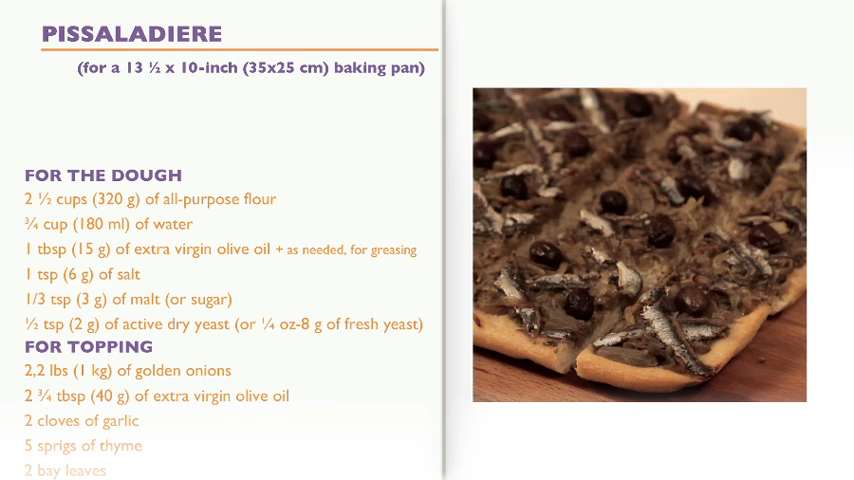 PISSALADIERE
(for a 13 ½ x 10-inch (35x25 cm) baking pan)
FOR THE DOUGH
2 ½ cups (320 g) of all-purpose flour
¾ cup (180 ml) of water
1 tbsp (15 g) of extra virgin olive oil + as needed, for greasing
1 tsp (6 g) of salt
1/3 tsp (3 g) of malt (or sugar)
½ tsp (2 g) of active dry yeast (or ¼ oz-8 g of fresh yeast)
FOR TOPPING
2,2 lbs (1 kg) of golden onions
2 ¾ tbsp (40 g) of extra virgin olive oil
2 cloves of garlic
5 sprigs of thyme
2 bay leaves